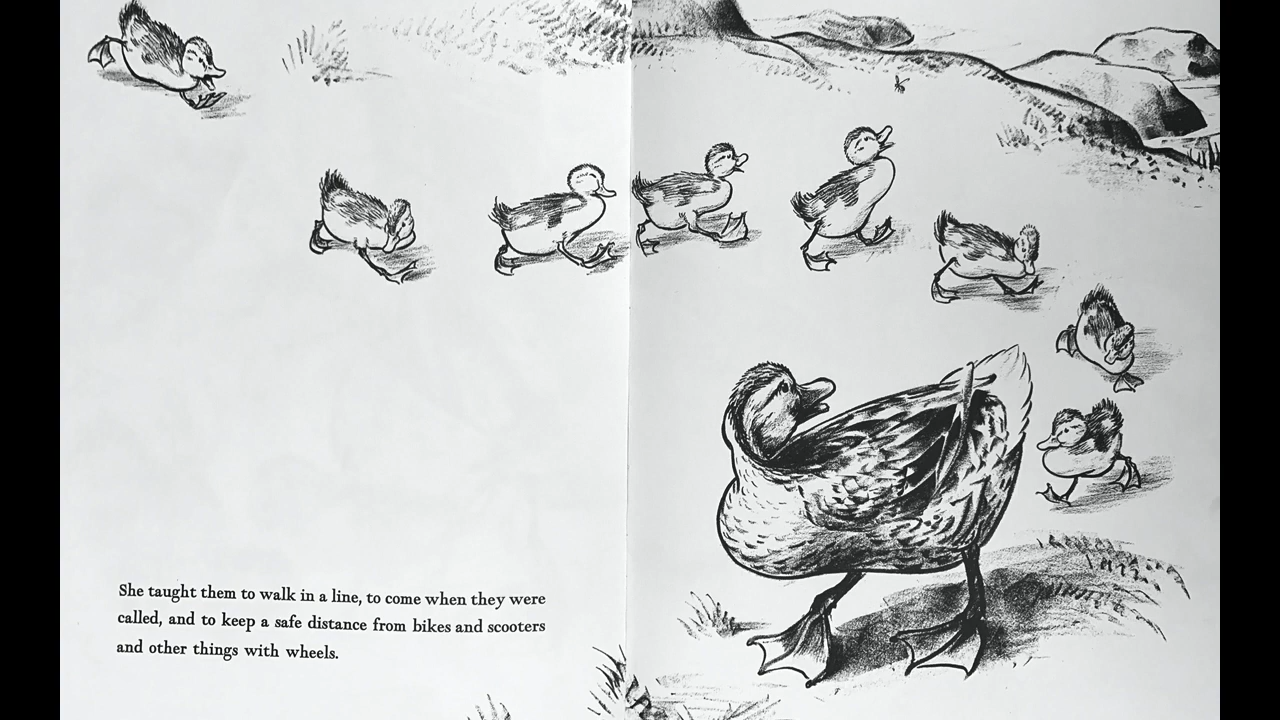 She taught them to walk in a line, to come when they were
called, and to keep a safe distance from bikes and scooters
and other things with wheels.